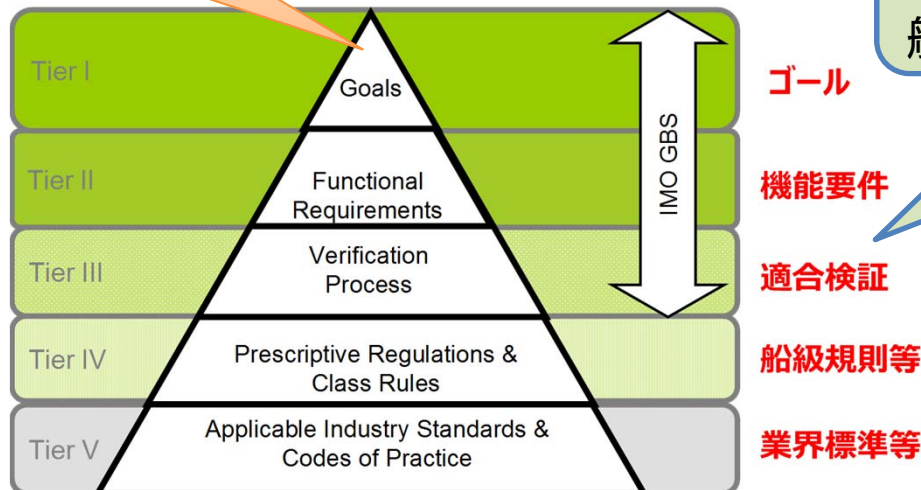 Tier I
Goals
ゴール
Tier II
Functional
Requirements
機能要件
Tier III
Verification
Process
適合検証
IMO GBS
Tier IV
Prescriptive Regulations &
Class Rules
船級規則等
Tier V
Applicable Industry Standards &
Codes of Practice
業界標準等